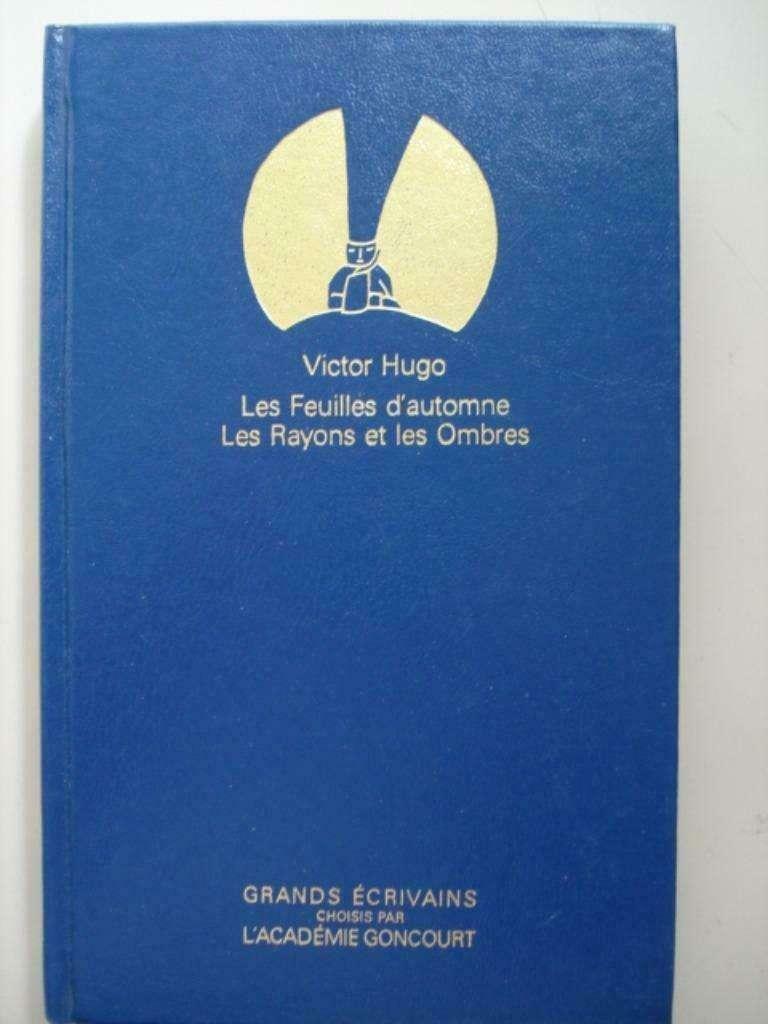 Victor Hugo
Les Feuilles d'automne
Les Rayons et les Ombres
GRANDS ÉCRIVAINS
CHOISIS PAR
L'ACADÉMIE GONCOURT